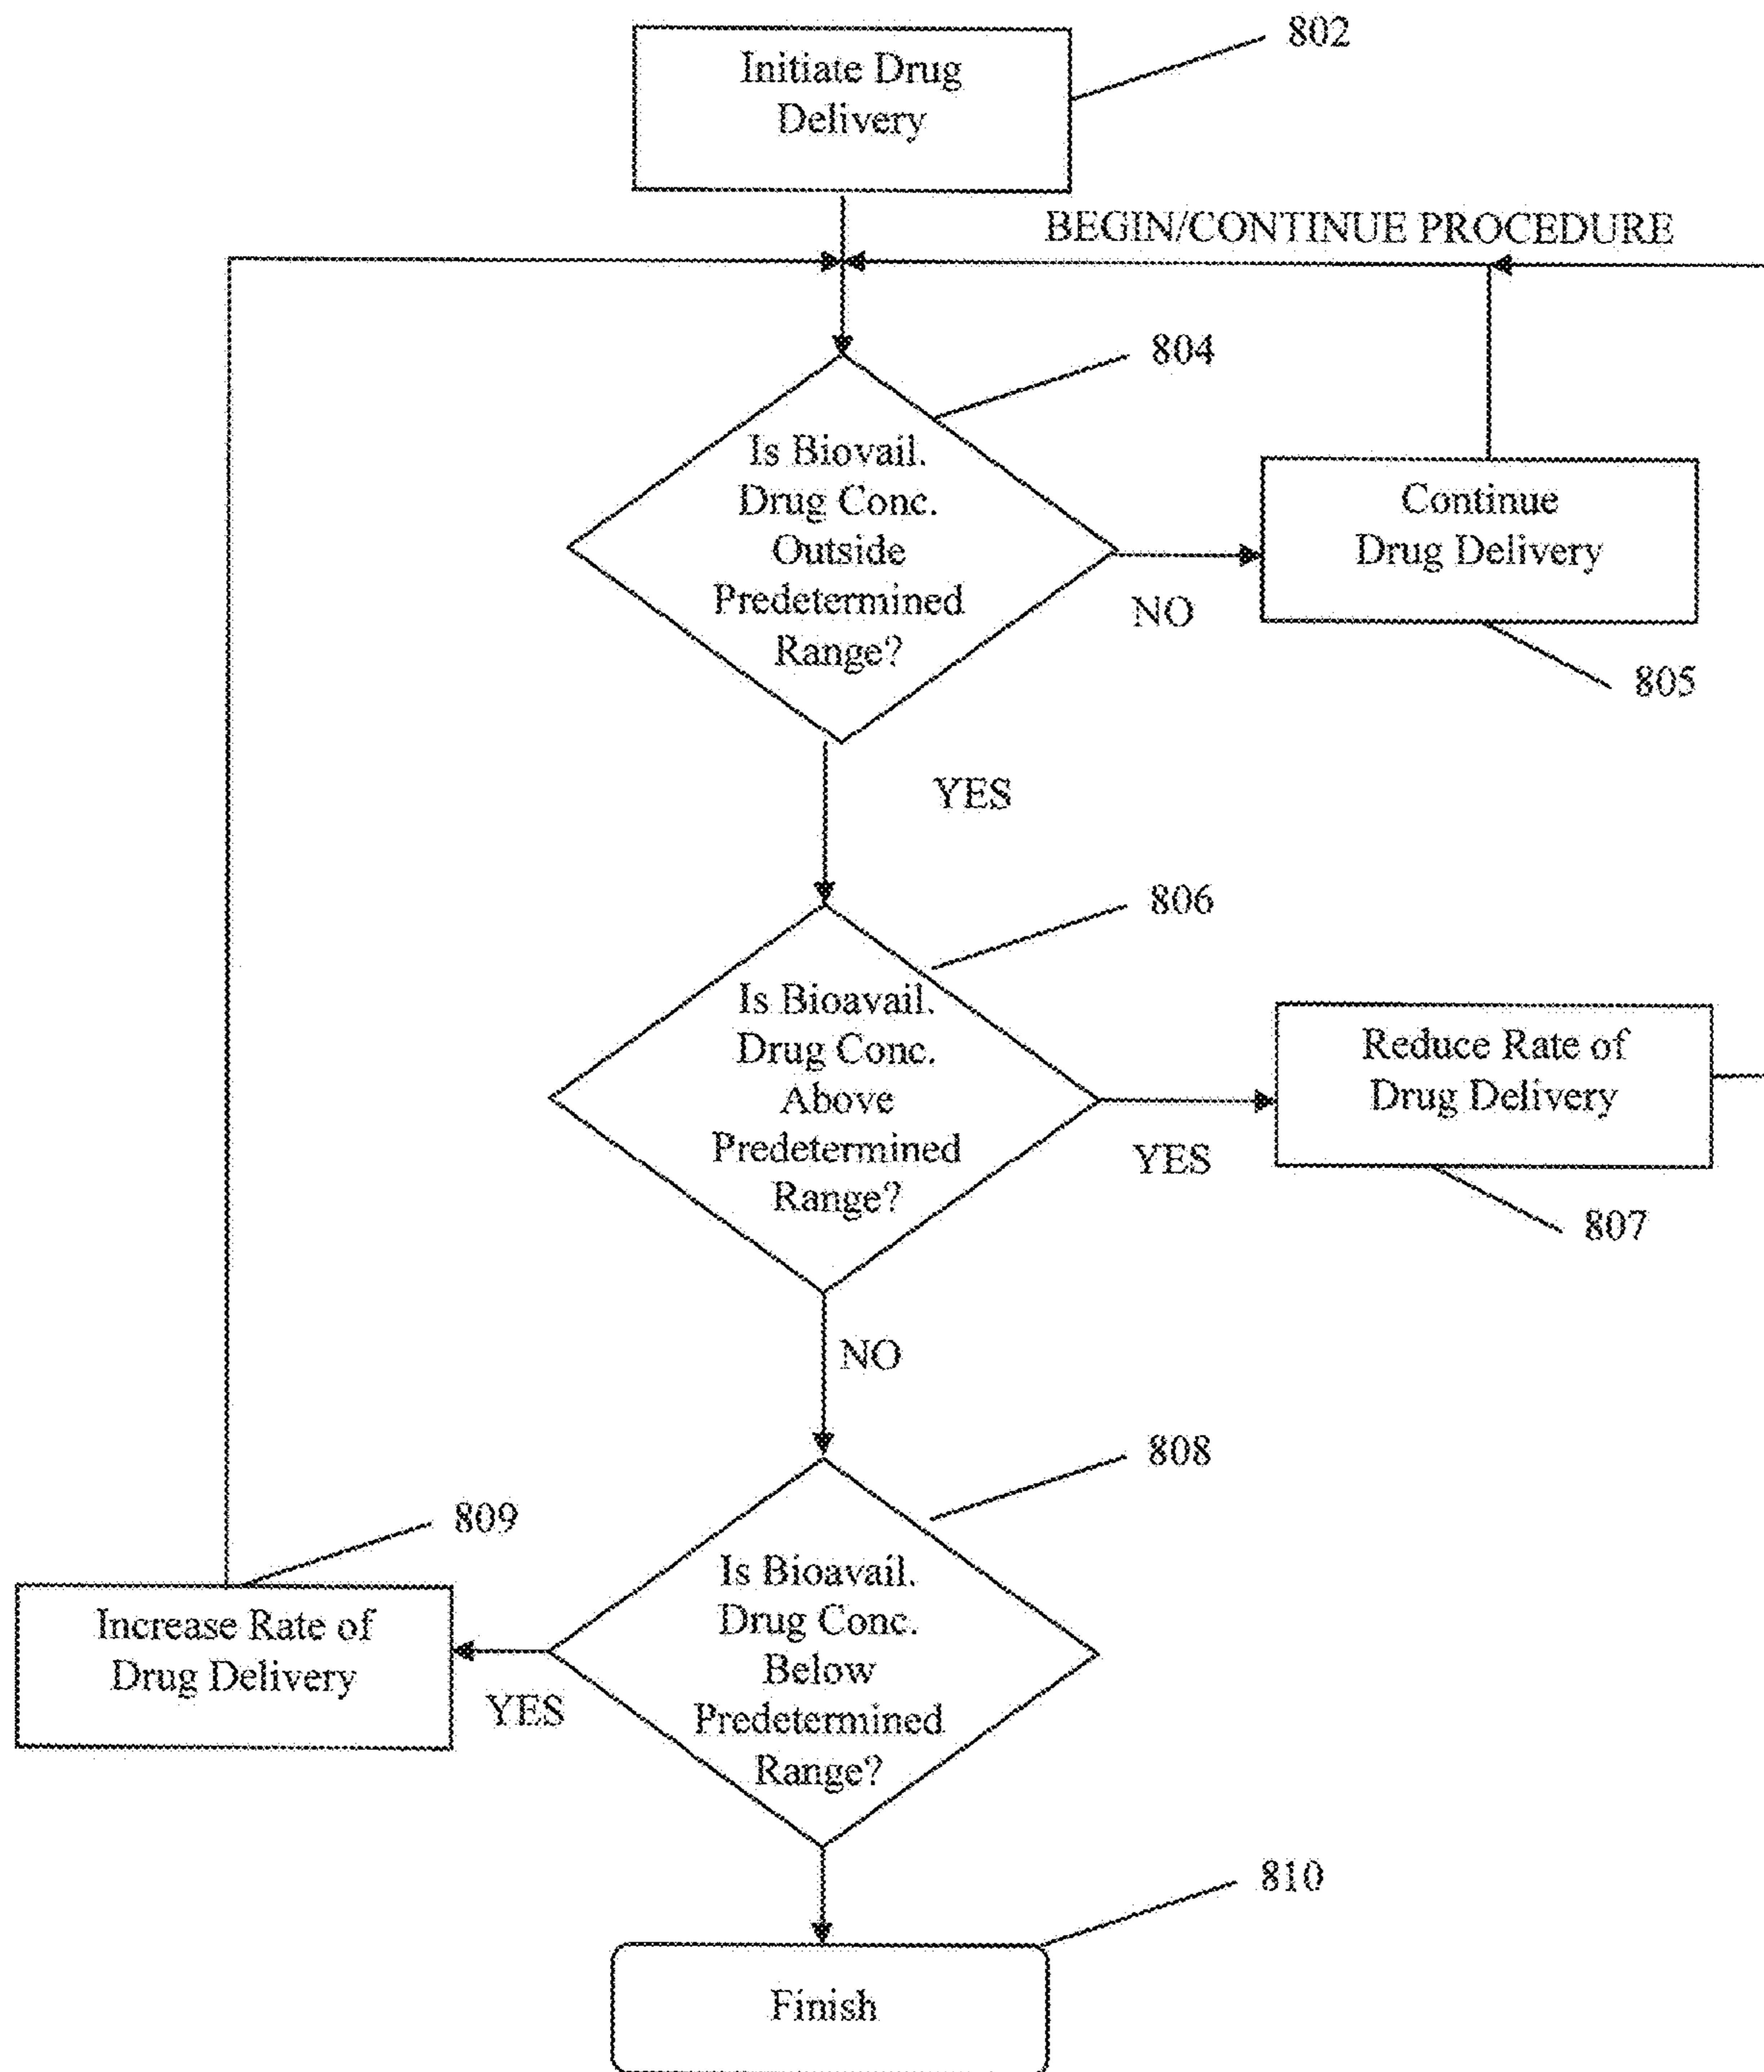 802
Initiate Drug
Delivery
BEGIN/CONTINUE PROCEDURE
804
Is Biovail.
Drug Conc.
Outside
Predetermined
Range?
NO
Continue
Drug Delivery
805
YES
806
Is Bioavail.
Drug Conc.
Above
Predetermined
Range?
YES
Reduce Rate of
Drug Delivery
807
NO
808
809
Is Bioavail.
Drug Conc.
Below
Predetermined
Range?
Increase Rate of
Drug Delivery
YES
810
Finish